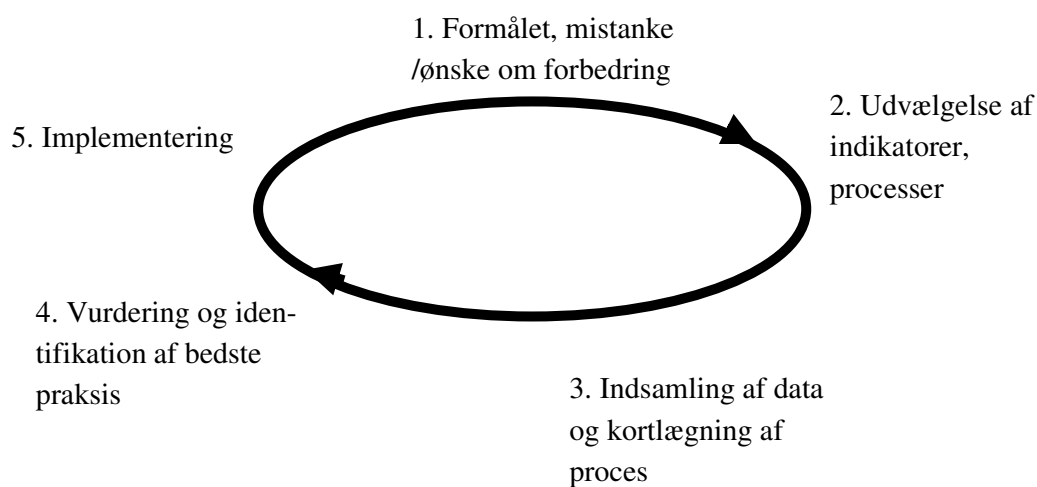 1. Formålet, mistanke
/ønske om forbedring
2. Udvælgelse af
indikatorer,
processer
3. Indsamling af data
og kortlægning af
proces
4. Vurdering og iden-
tifikation af bedste
praksis
5. Implementering